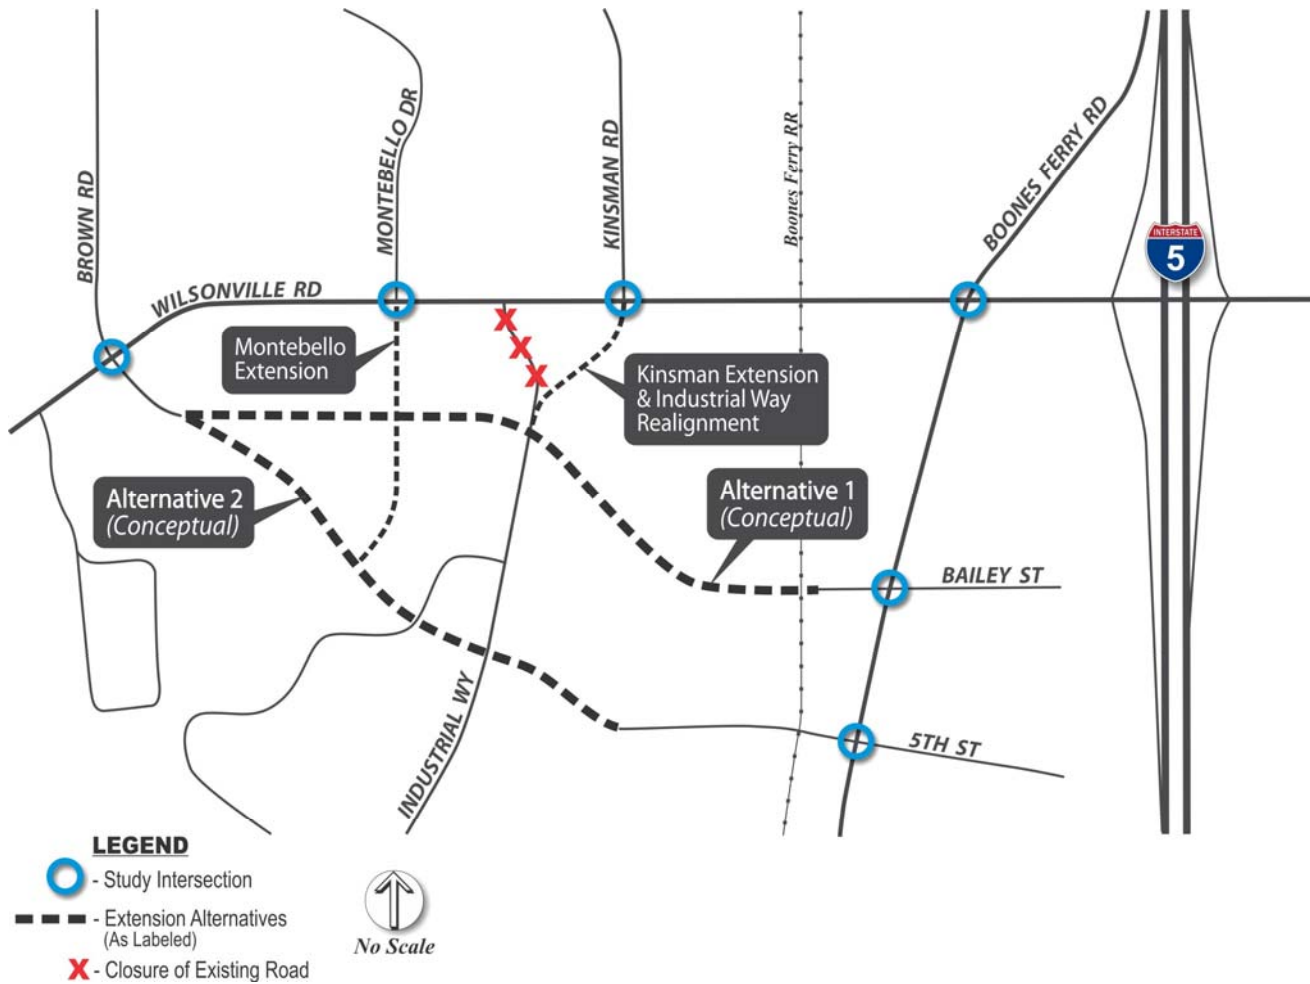 BROWN RD
MONTEBELLO DR
KINSMAN RD
Boones Ferry RR
BOONES FERRY RD
INTERSTATE
5
WILSONVILLE RD
Montebello
Extension
Kinsman Extension
& Industrial Way
Realignment
Alternative 2
(Conceptual)
Alternative 1
(Conceptual)
BAILEY ST
INDUSTRIAL WY
5TH ST
LEGEND
- Study Intersection
- Extension Alternatives
(As Labeled)
X - Closure of Existing Road
No Scale